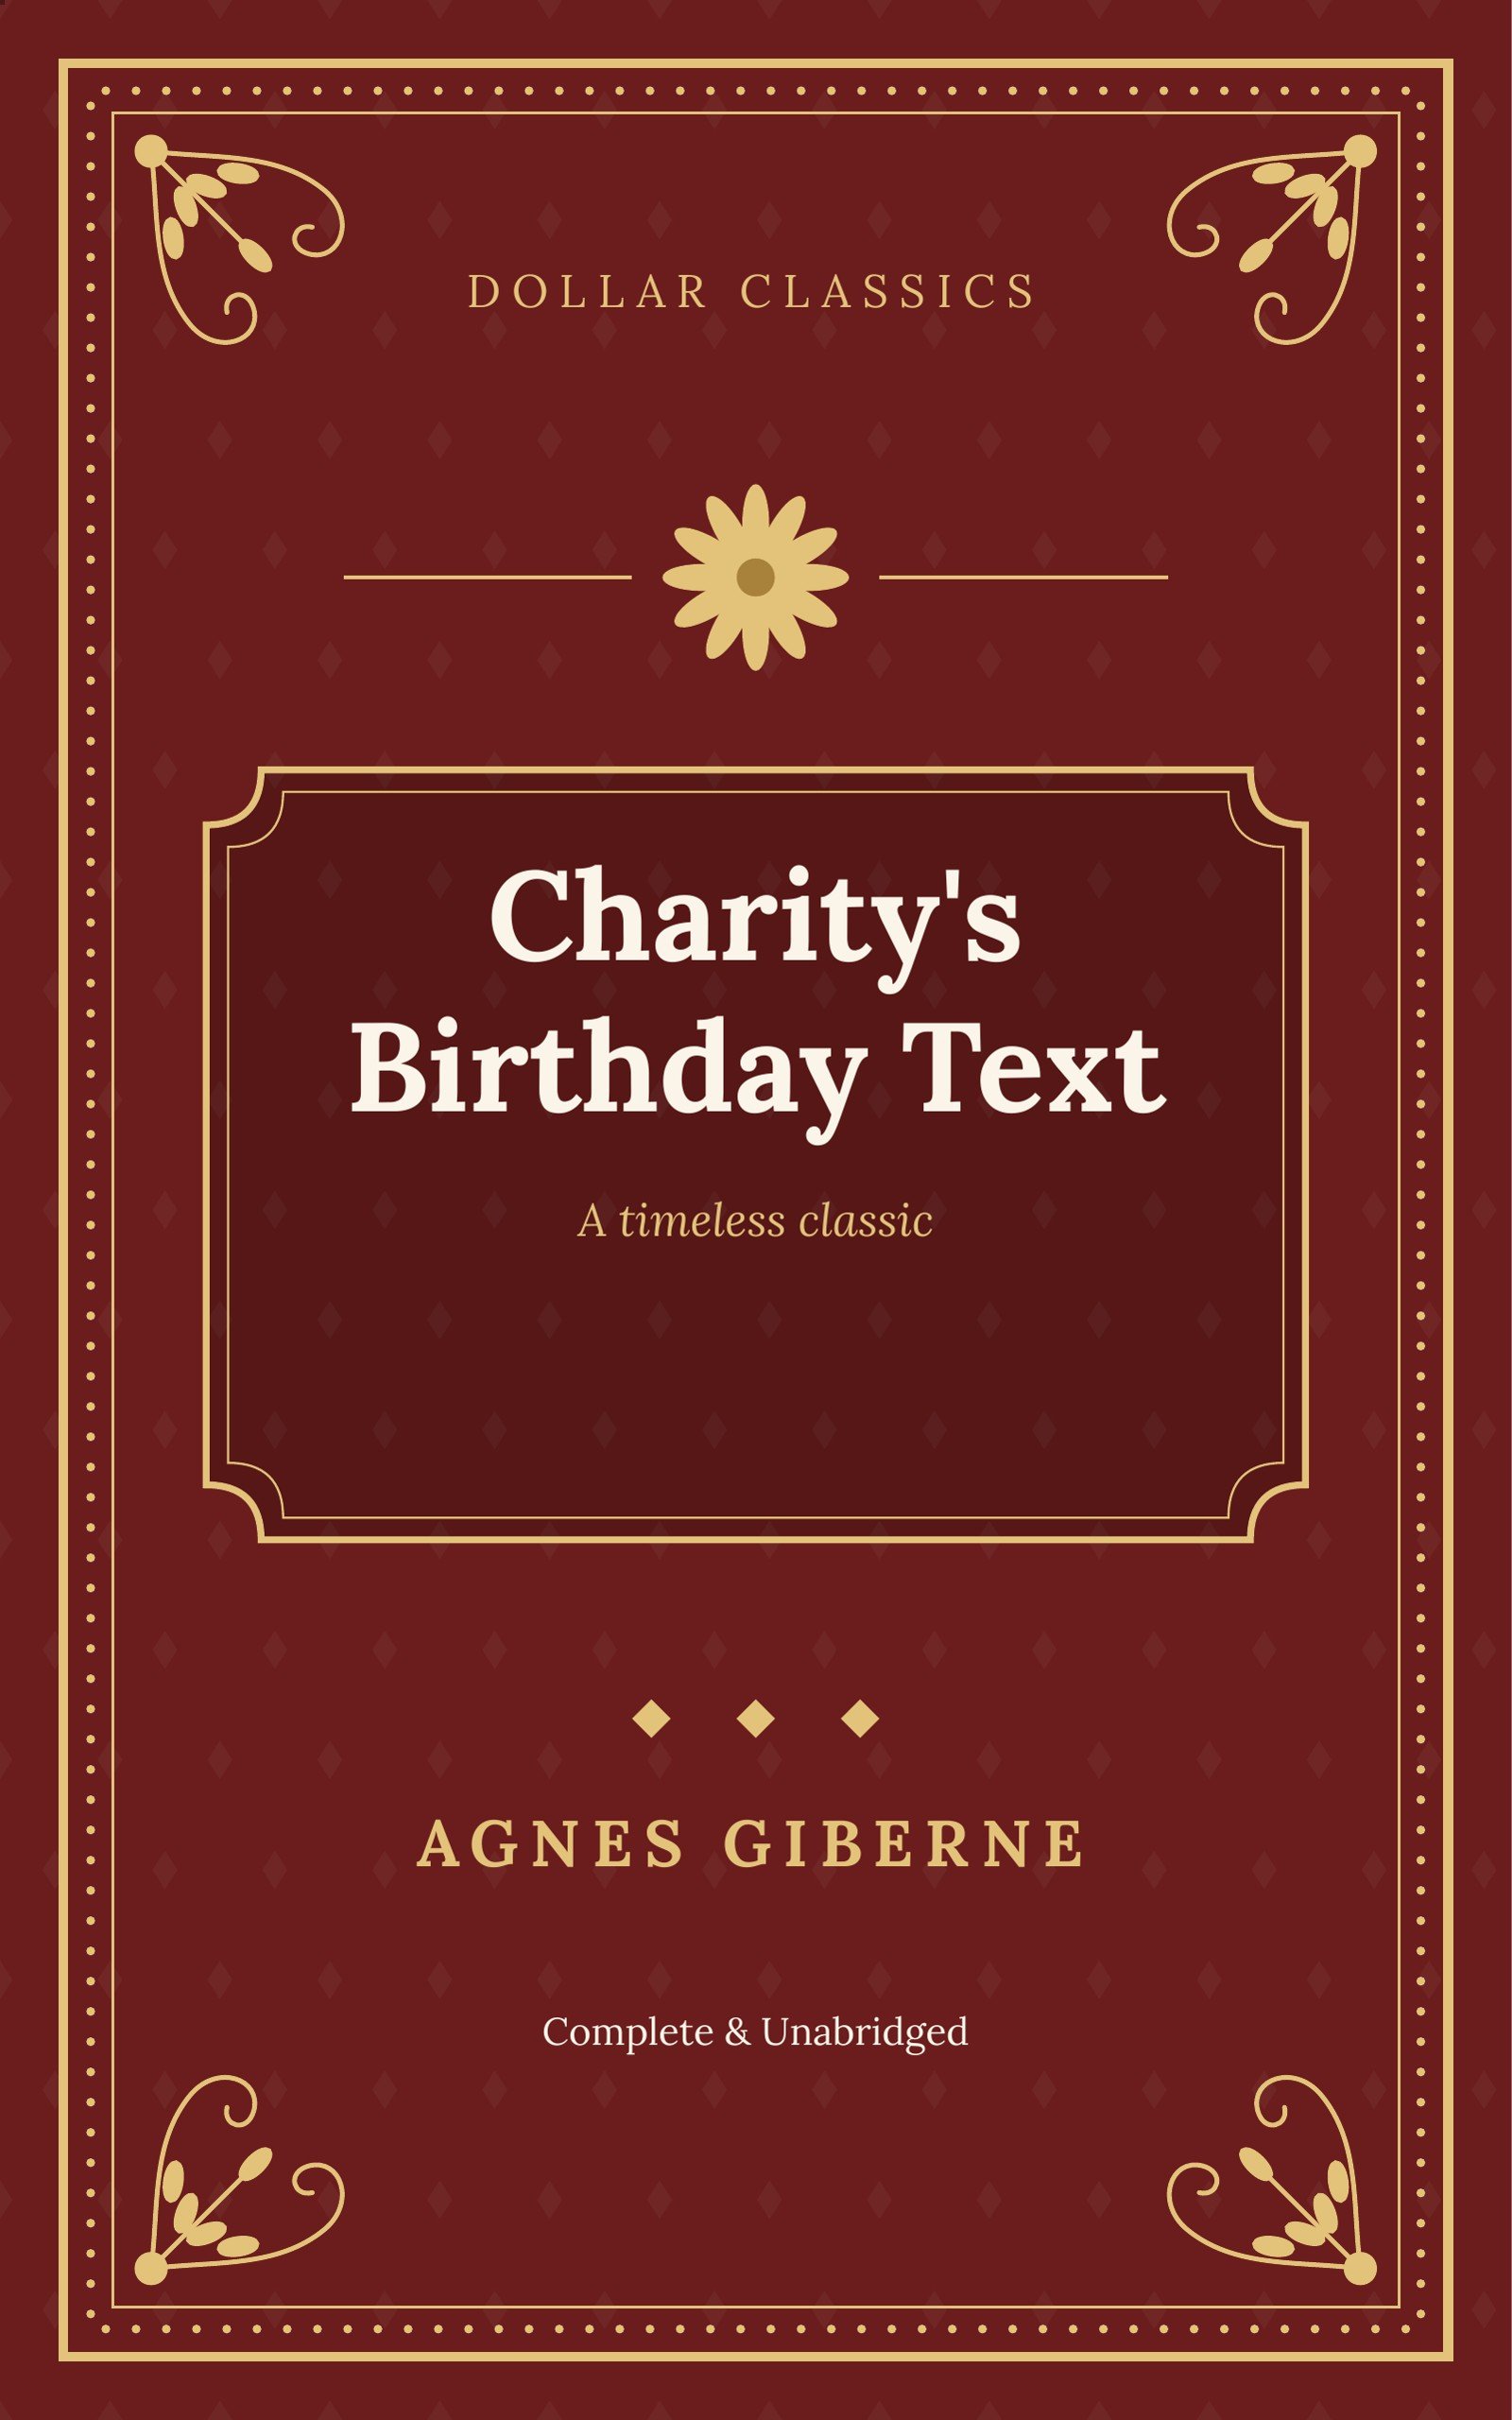 DOLLAR CLASSICS
Charity's
Birthday Text
A timeless classic
AGNES GIBERNE
Complete & Unabridged